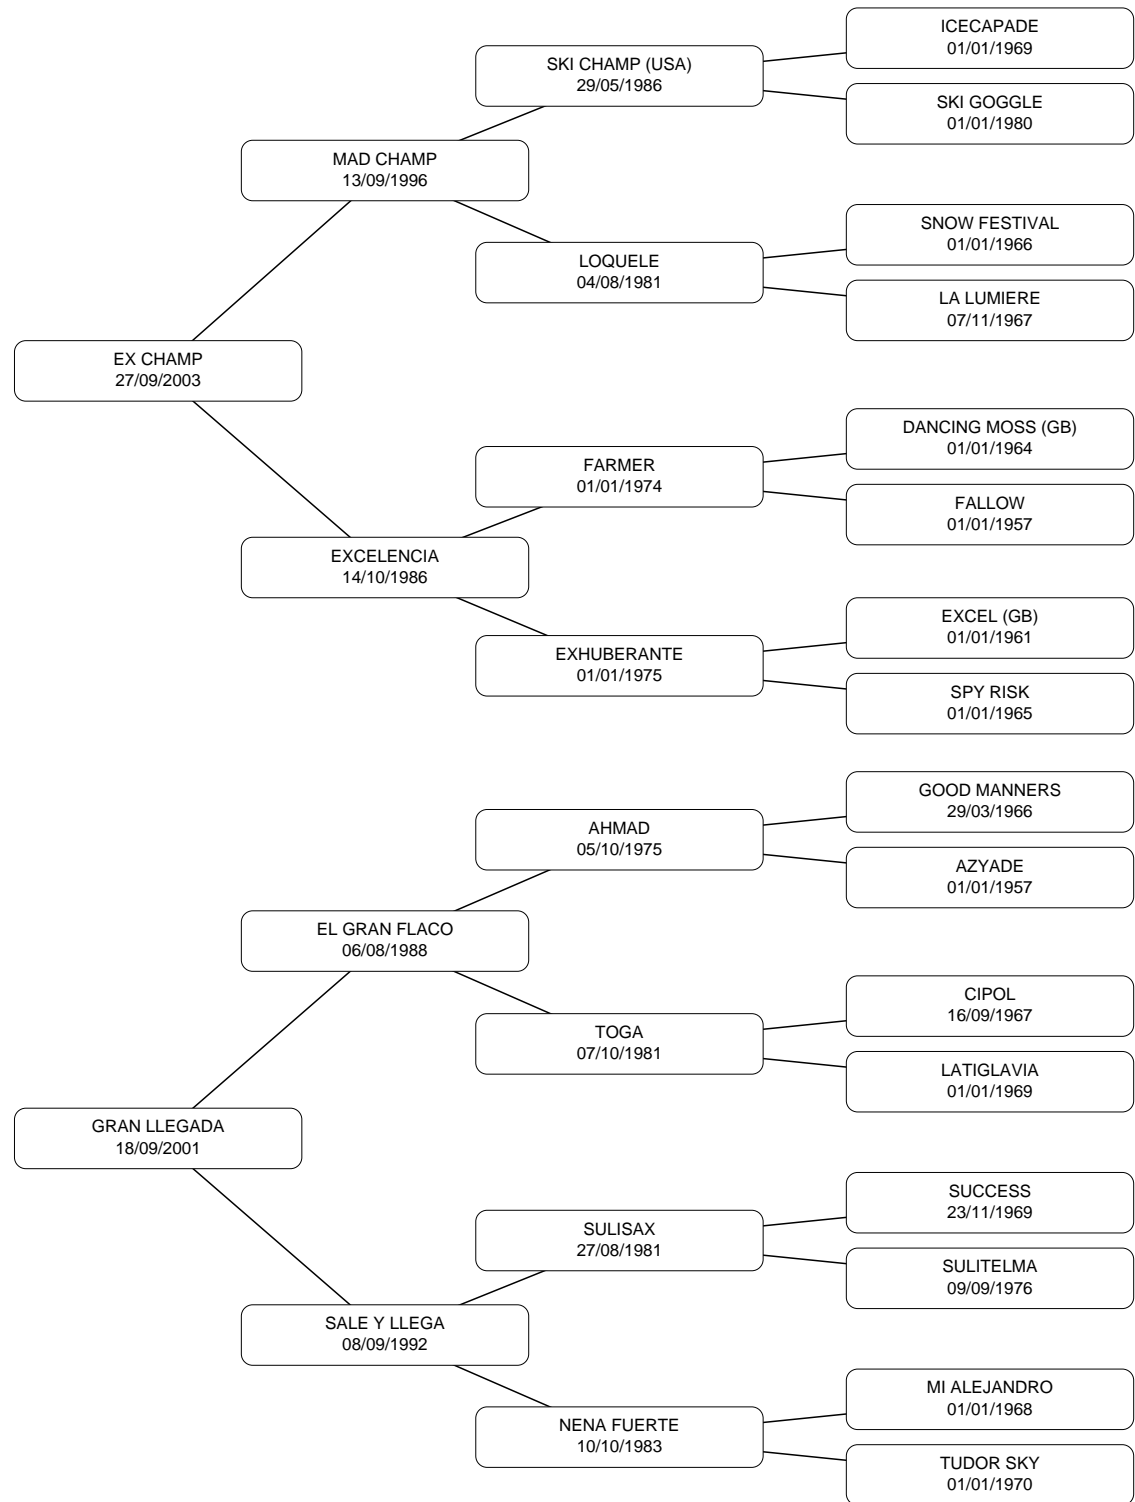 ICECAPADE
01/01/1969
SKI CHAMP (USA)
29/05/1986
SKI GOGGLE
01/01/1980
MAD CHAMP
13/09/1996
SNOW FESTIVAL
01/01/1966
LOQUELE
04/08/1981
LA LUMIERE
07/11/1967
EX CHAMP
27/09/2003
DANCING MOSS (GB)
01/01/1964
FARMER
01/01/1974
FALLOW
01/01/1957
EXCELENCIA
14/10/1986
EXCEL (GB)
01/01/1961
EXHUBERANTE
01/01/1975
SPY RISK
01/01/1965
GOOD MANNERS
29/03/1966
AHMAD
05/10/1975
AZYADE
01/01/1957
EL GRAN FLACO
06/08/1988
CIPOL
16/09/1967
TOGA
07/10/1981
LATIGLAVIA
01/01/1969
GRAN LLEGADA
18/09/2001
SUCCESS
23/11/1969
SULISAX
27/08/1981
SULITELMA
09/09/1976
SALE Y LLEGA
08/09/1992
MI ALEJANDRO
01/01/1968
NENA FUERTE
10/10/1983
TUDOR SKY
01/01/1970